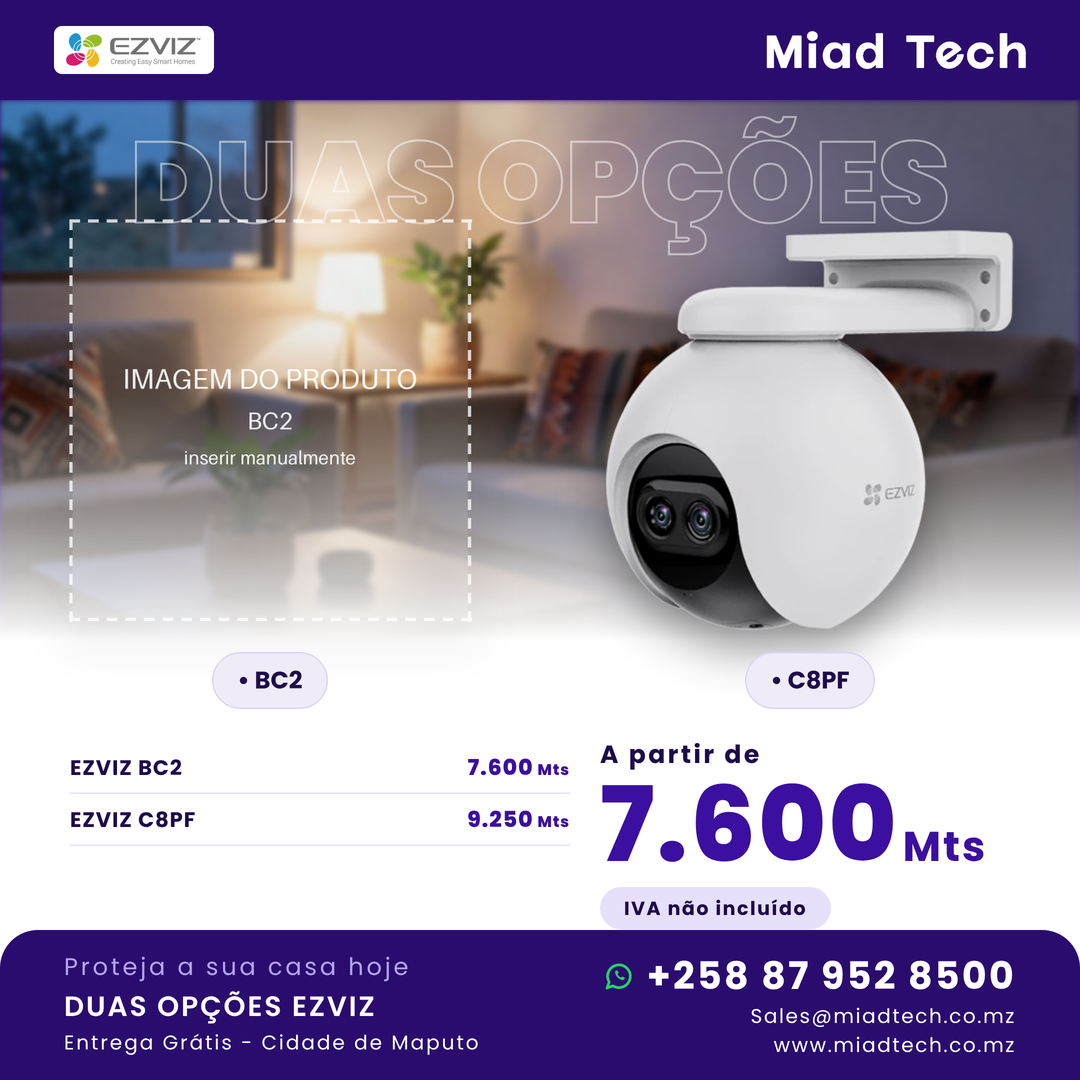 EZVIZ™
Creating Easy Smart Homes
Miad Tech
DUAS OPÇÕES
IMAGEM DO PRODUTO
BC2
inserir manualmente
EZVIZ
• BC2
• C8PF
EZVIZ BC2 7.600 Mts
EZVIZ C8PF 9.250 Mts
A partir de
7.600 Mts
IVA não incluído
Proteja a sua casa hoje
DUAS OPÇÕES EZVIZ
Entrega Grátis - Cidade de Maputo
+258 87 952 8500
Sales@miadtech.co.mz
www.miadtech.co.mz